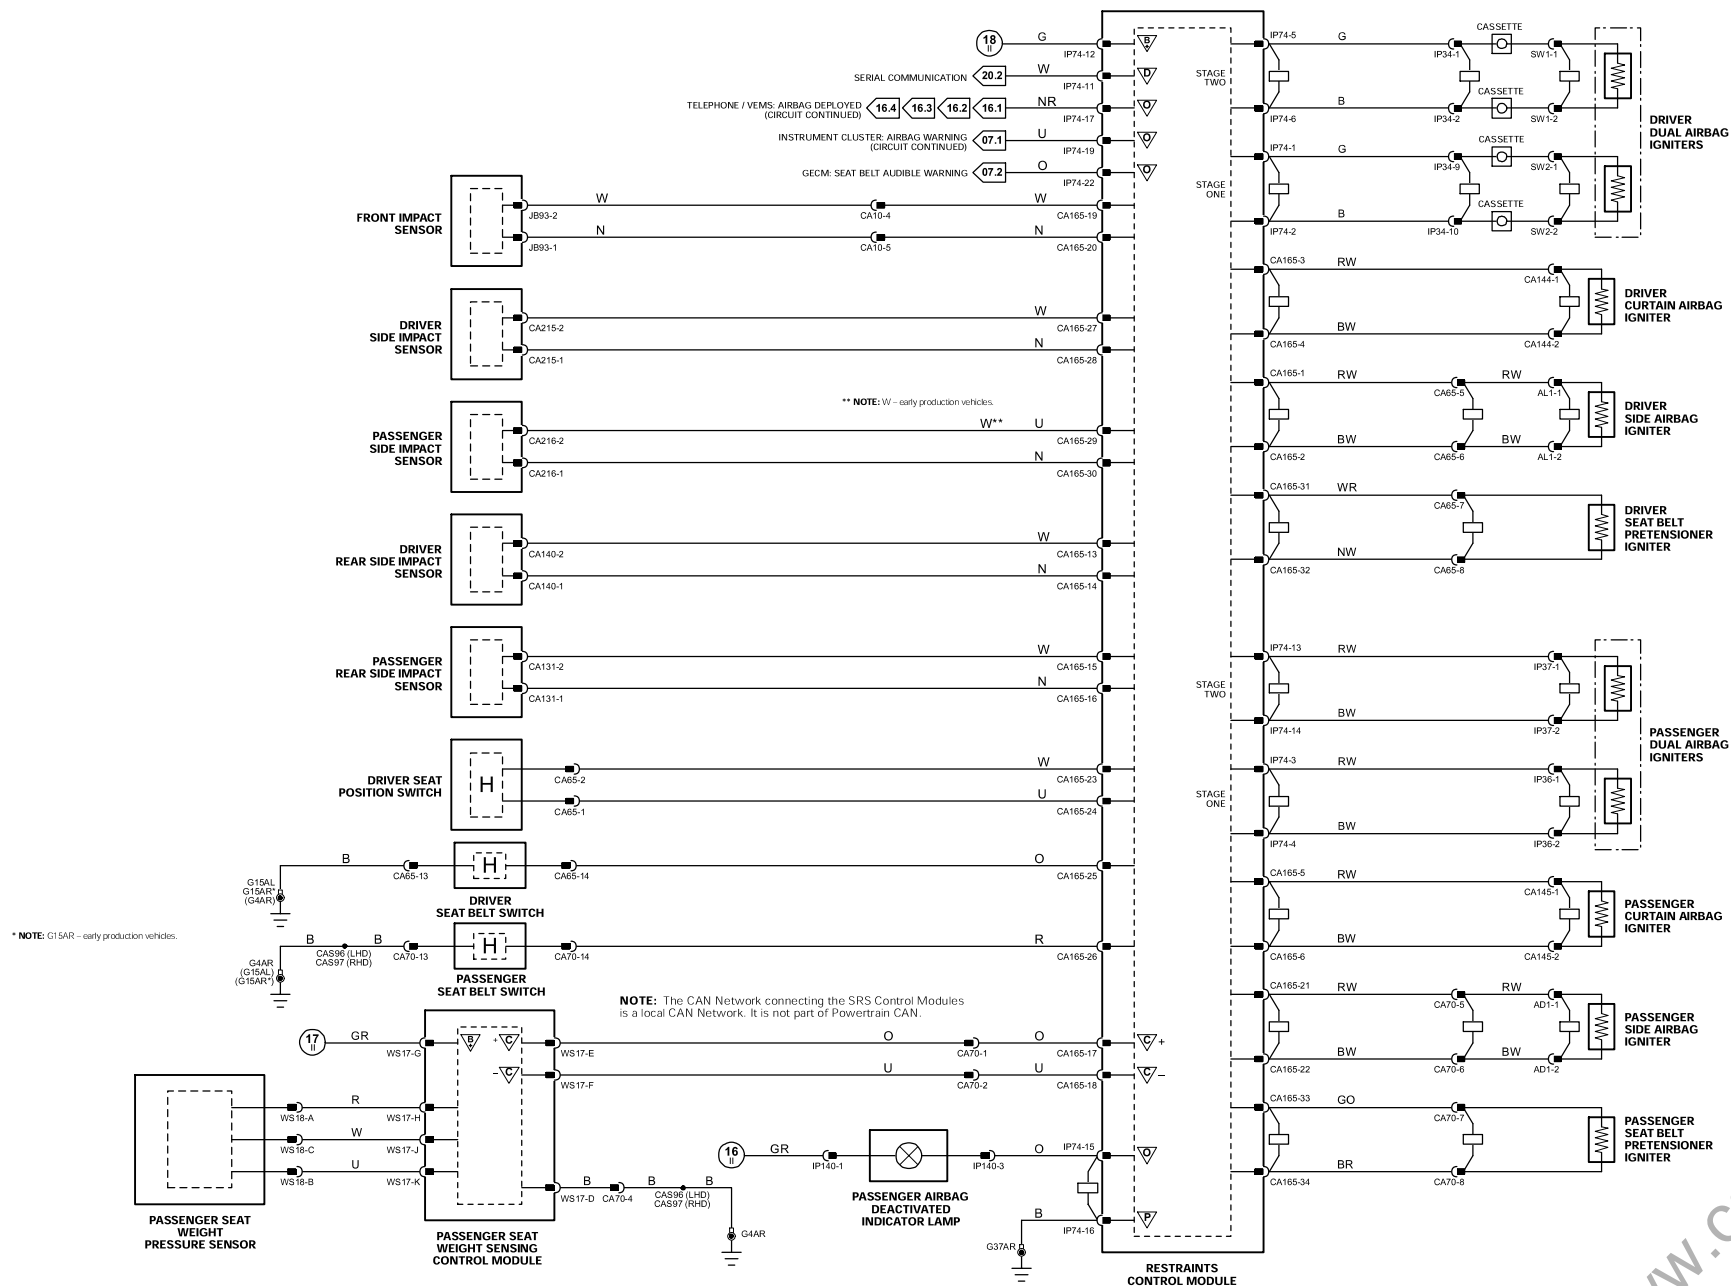 18
II
G
IP74-12
B
+
SERIAL COMMUNICATION
20.2
W
IP74-11
D
TELEPHONE / VEMS: AIRBAG DEPLOYED
(CIRCUIT CONTINUED)
16.4
16.3
16.2
16.1
NR
IP74-17
O
INSTRUMENT CLUSTER: AIRBAG WARNING
(CIRCUIT CONTINUED)
07.1
U
IP74-19
O
GECM: SEAT BELT AUDIBLE WARNING
07.2
O
IP74-22
O
FRONT IMPACT
SENSOR
JB93-2
W
CA10-4
W
CA165-19
JB93-1
N
CA10-5
N
CA165-20
DRIVER
SIDE IMPACT
SENSOR
CA215-2
W
CA165-27
CA215-1
N
CA165-28
** NOTE: W – early production vehicles.
PASSENGER
SIDE IMPACT
SENSOR
CA216-2
W**
U
CA165-29
CA216-1
N
CA165-30
DRIVER
REAR SIDE IMPACT
SENSOR
CA140-2
W
CA165-13
CA140-1
N
CA165-14
PASSENGER
REAR SIDE IMPACT
SENSOR
CA131-2
W
CA165-15
CA131-1
N
CA165-16
DRIVER SEAT
POSITION SWITCH
H
CA65-2
W
CA165-23
CA65-1
U
CA165-24
G15AL
G15AR*
(G4AR)
B
CA65-13
H
CA65-14
O
CA165-25
DRIVER
SEAT BELT SWITCH
* NOTE: G15AR – early production vehicles.
G4AR
(G15AL)
(G15AR*)
B
CAS96 (LHD)
CAS97 (RHD)
B
CA70-13
H
CA70-14
R
CA165-26
PASSENGER
SEAT BELT SWITCH
NOTE: The CAN Network connecting the SRS Control Modules
is a local CAN Network. It is not part of Powertrain CAN.
17
II
GR
WS17-G
B
+
+
C
WS17-E
O
CA70-1
O
CA165-17
C
+
–
C
WS17-F
U
CA70-2
U
CA165-18
C
–
WS18-A
R
WS17-H
WS18-C
W
WS17-J
WS18-B
U
WS17-K
PASSENGER SEAT
WEIGHT
PRESSURE SENSOR
WS17-D
B
CA70-4
B
CAS96 (LHD)
CAS97 (RHD)
B
G4AR
PASSENGER SEAT
WEIGHT SENSING
CONTROL MODULE
16
II
GR
IP140-1
IP140-3
O
IP74-15
O
PASSENGER AIRBAG
DEACTIVATED
INDICATOR LAMP
G37AR
B
IP74-16
P
RESTRAINTS
CONTROL MODULE
STAGE
TWO
IP74-5
G
IP34-1
CASSETTE
SW1-1
IP74-6
B
IP34-2
CASSETTE
SW1-2
DRIVER
DUAL AIRBAG
IGNITERS
STAGE
ONE
IP74-1
G
IP34-9
CASSETTE
SW2-1
IP74-2
B
IP34-10
CASSETTE
SW2-2
CA165-3
RW
CA144-1
CA165-4
BW
CA144-2
DRIVER
CURTAIN AIRBAG
IGNITER
CA165-1
RW
CA65-5
RW
AL1-1
CA165-2
BW
CA65-6
BW
AL1-2
DRIVER
SIDE AIRBAG
IGNITER
CA165-31
WR
CA65-7
CA165-32
NW
CA65-8
DRIVER
SEAT BELT
PRETENSIONER
IGNITER
STAGE
TWO
IP74-13
RW
IP37-1
IP74-14
BW
IP37-2
PASSENGER
DUAL AIRBAG
IGNITERS
STAGE
ONE
IP74-3
RW
IP36-1
IP74-4
BW
IP36-2
CA165-5
RW
CA145-1
CA165-6
BW
CA145-2
PASSENGER
CURTAIN AIRBAG
IGNITER
CA165-21
RW
CA70-5
RW
AD1-1
CA165-22
BW
CA70-6
BW
AD1-2
PASSENGER
SIDE AIRBAG
IGNITER
CA165-33
GO
CA70-7
CA165-34
BR
CA70-8
PASSENGER
SEAT BELT
PRETENSIONER
IGNITER